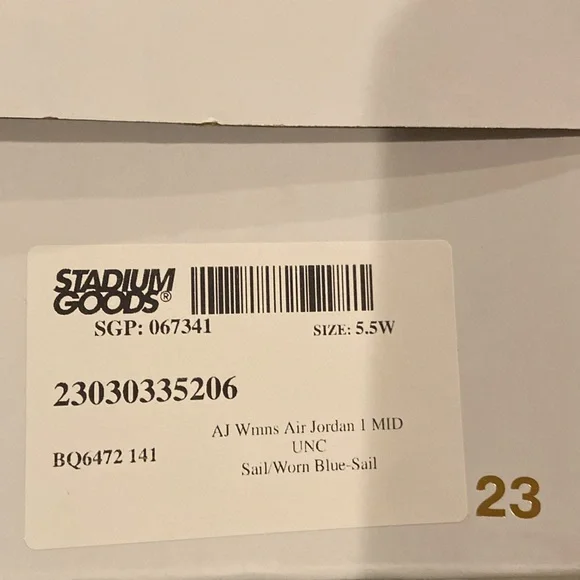 STADIUM
GOODS®
SGP: 067341
SIZE: 5.5W
23030335206
AJ Wmns Air Jordan 1 MID
UNC
BQ6472 141
Sail/Worn Blue-Sail
23